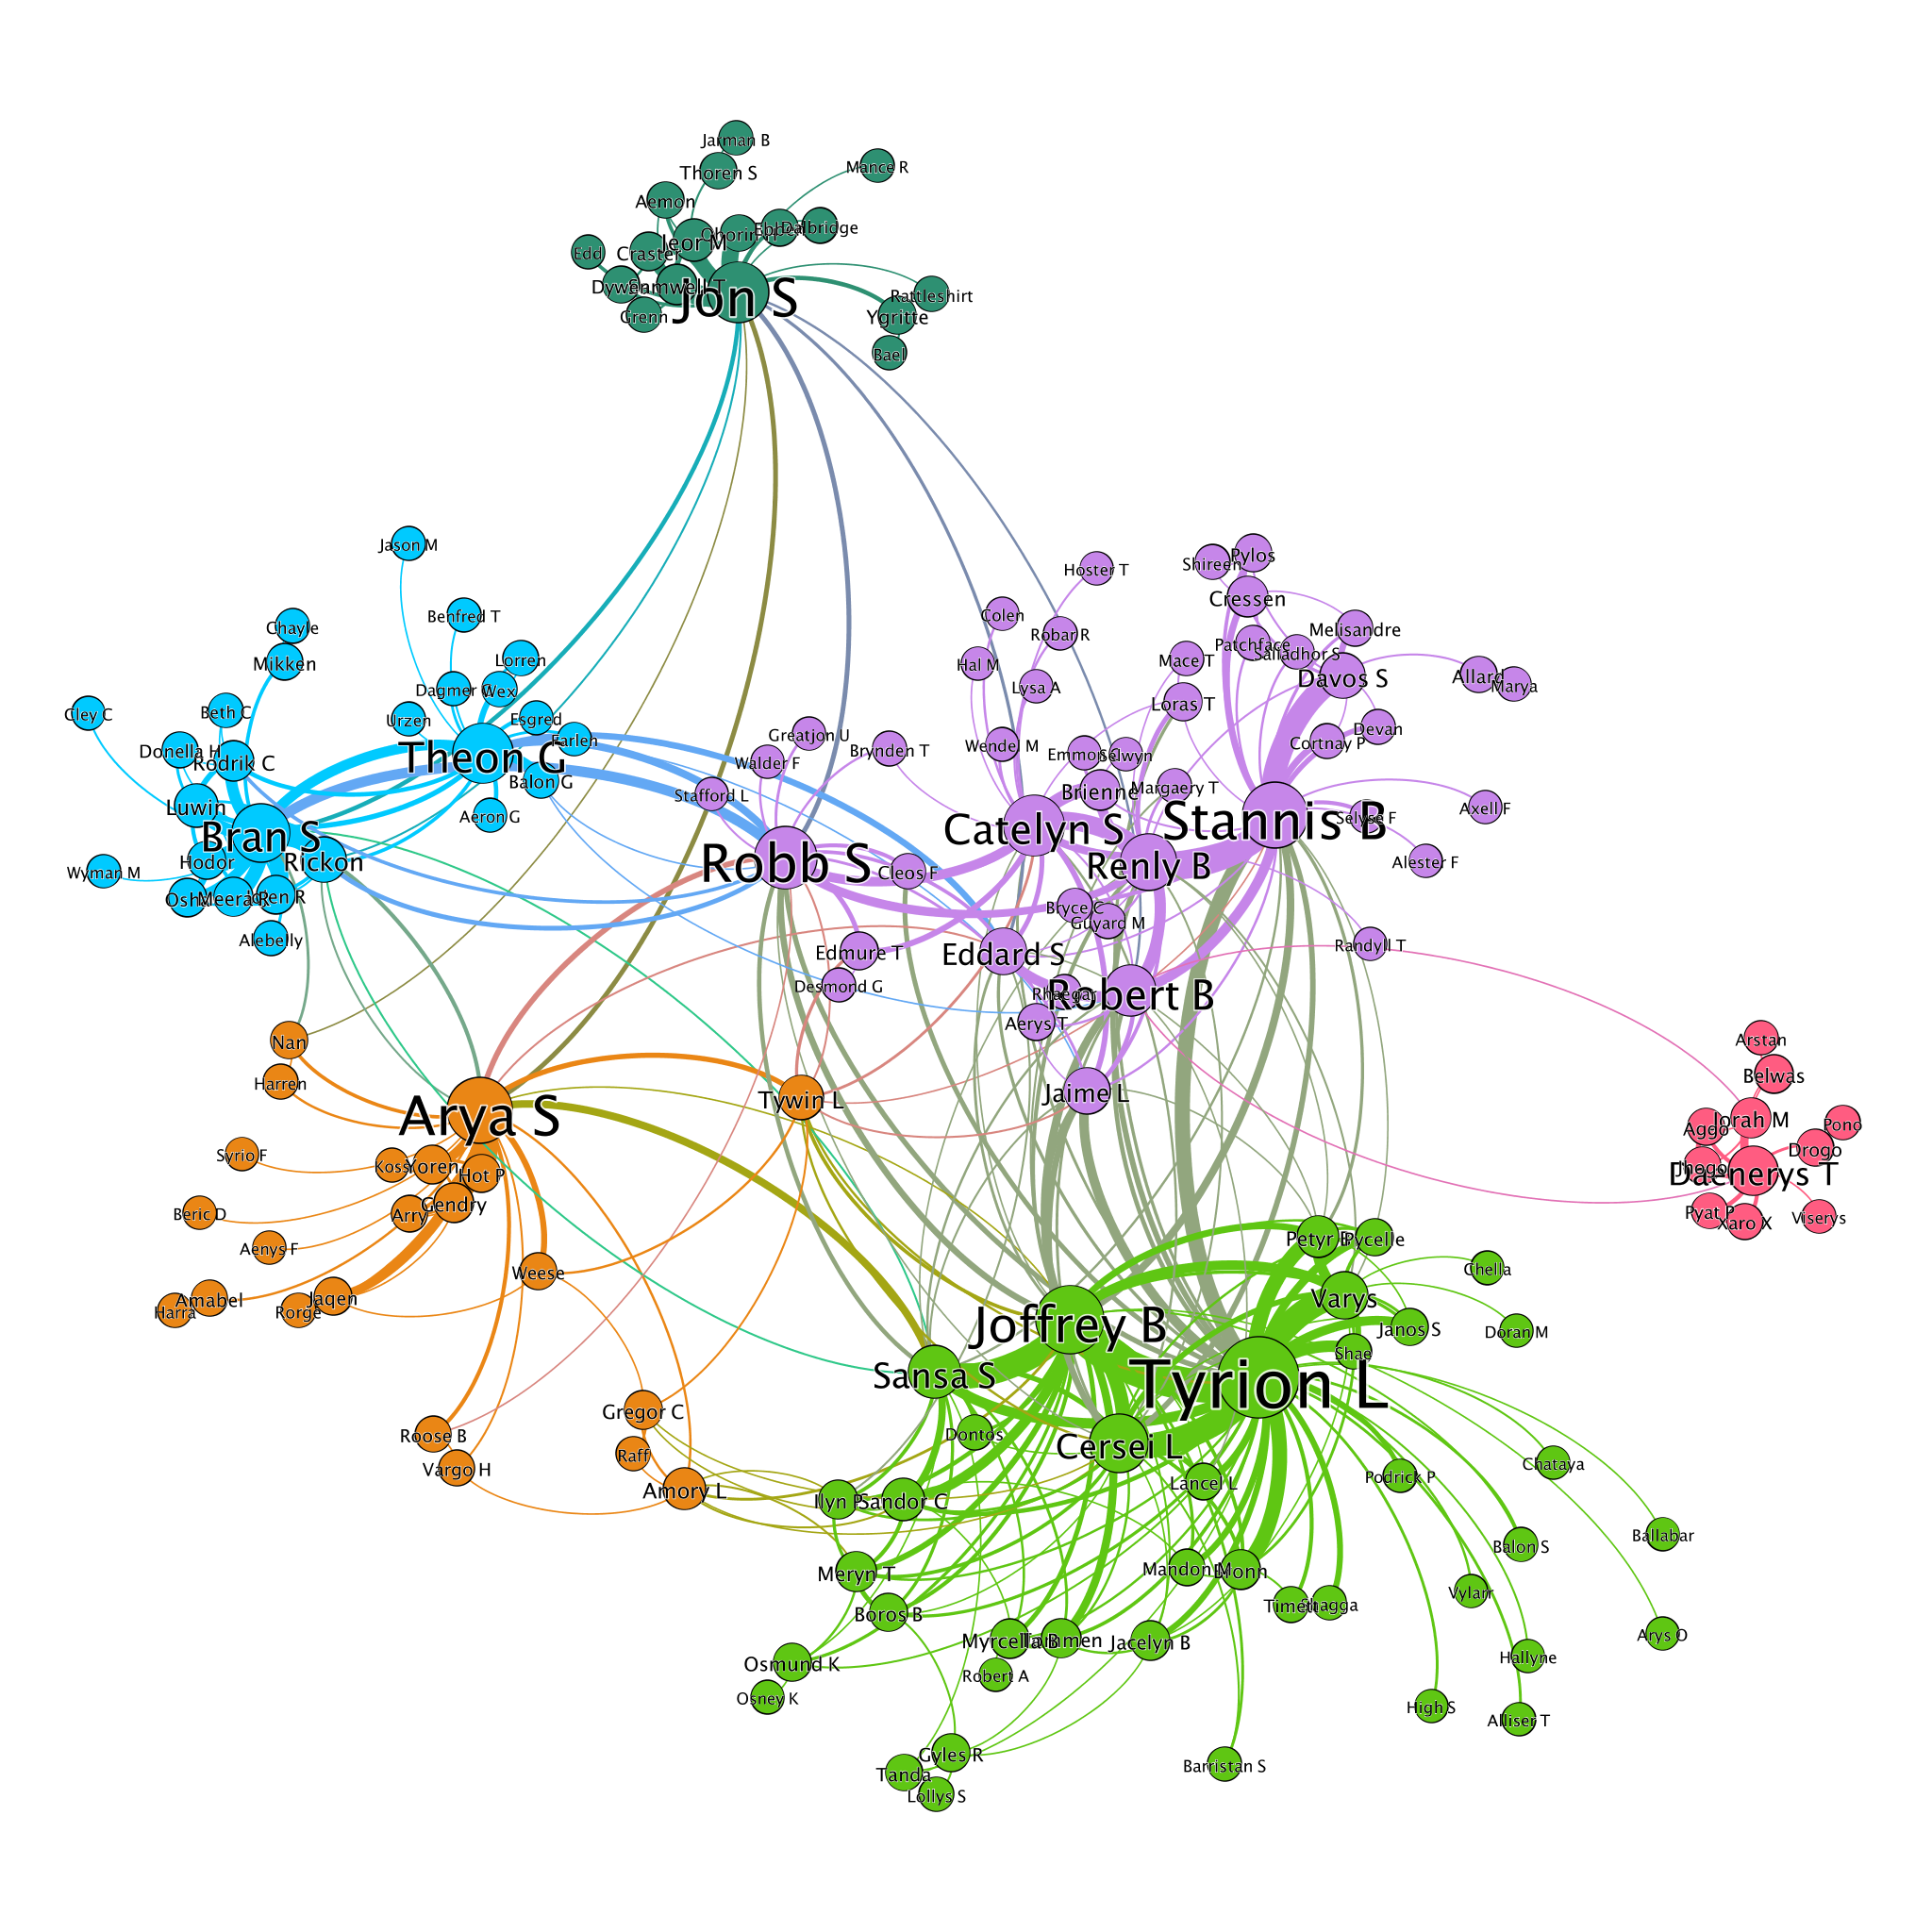 Jarman B
Thoren S
Mance R
Aemon
Jeor M
Qhorin H
Ebben
Dalbridge
Edd
Craster
Dywen
Samwell T
Jon S
Grenn
Rattleshirt
Ygritte
Bael
Jason M
Hoster T
Shireen
Pylos
Cressen
Benfred T
Colen
Chayle
Robar R
Melisandre
Patchface
Salladhor S
Mikken
Lorren
Hal M
Mace T
Lysa A
Davos S
Allard
Marya
Dagmer C
Wex
Loras T
Cley C
Beth C
Urzen
Esgred
Farlen
Greatjon U
Brynden T
Wendel M
Emmon C
Selwyn
Cortnay P
Devan
Donella H
Rodrik C
Theon G
Balon G
Walder F
Stafford L
Brienne
Margaery T
Luwin
Aeron G
Bran S
Catelyn S
Stannis B
Selyse F
Axell F
Hodor
Rickon
Robb S
Cleos F
Renly B
Alester F
Wyman M
Osha
Meera R
Jojen R
Bryce C
Guyard M
Alebelly
Edmure T
Eddard S
Randyll T
Desmond G
Rhaegar
Robert B
Aerys T
Nan
Arstan
Harren
Belwas
Arya S
Tywin L
Jaime L
Jorah M
Aggo
Pono
Drogo
Syrio F
Koss
Yoren
Hot P
Jhogo
Daenerys T
Beric D
Arry
Gendry
Pyat P
Xaro X
Viserys
Aenys F
Petyr B
Pycelle
Weese
Chella
Harra
Amabel
Rorge
Jaqen
Varys
Joffrey B
Janos S
Doran M
Shae
Sansa S
Tyrion L
Gregor C
Roose B
Dontos
Cersei L
Raff
Vargo H
Chataya
Podrick P
Lancel L
Amory L
Ilyn P
Sandor C
Ballabar
Balon S
Meryn T
Mandon
Vylarr
Boros B
Timett
Shagga
Arys O
Myrcella B
Tommen
Jacelyn B
Hallyne
Osmund K
Robert A
Osney K
High S
Alliser T
Gyles R
Barristan S
Tanda
Lollys S